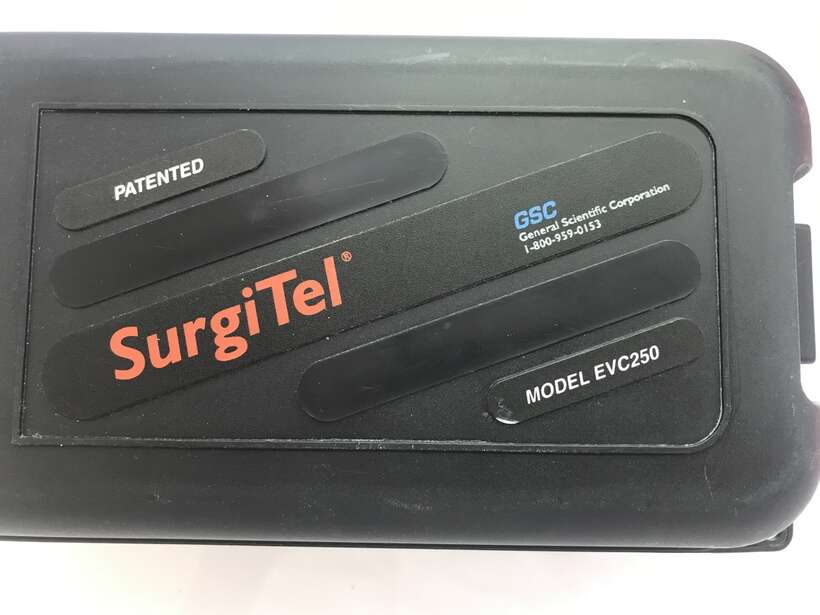 PATENTED
GSC
General Scientific Corporation
1-800-959-0153
SurgiTel®
MODEL EVC250